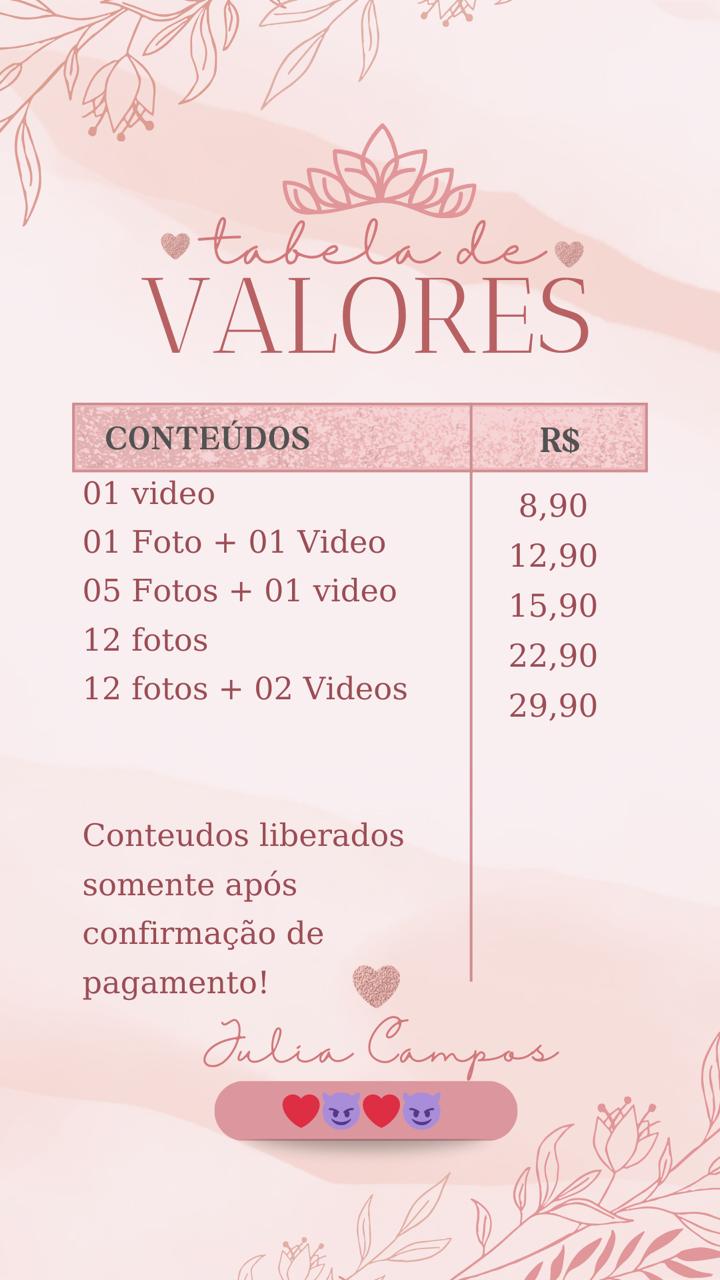 tabela de
VALORES
CONTEÚDOS R$
01 video 8,90
01 Foto + 01 Video 12,90
05 Fotos + 01 video 15,90
12 fotos 22,90
12 fotos + 02 Videos 29,90
Conteudos liberados
somente após
confirmação de
pagamento!
Julia Campos
❤️😈❤️😈